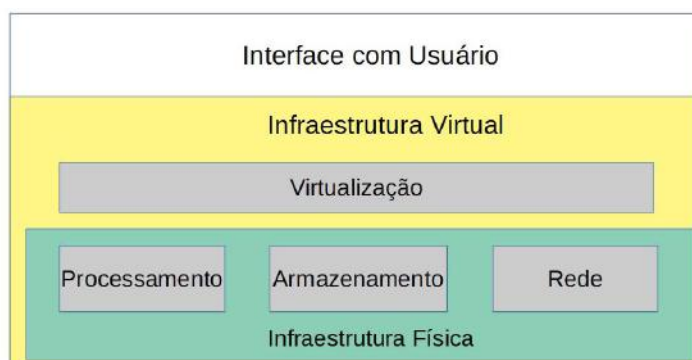 Interface com Usuário
Infraestrutura Virtual
Virtualização
Processamento
Armazenamento
Rede
Infraestrutura Física